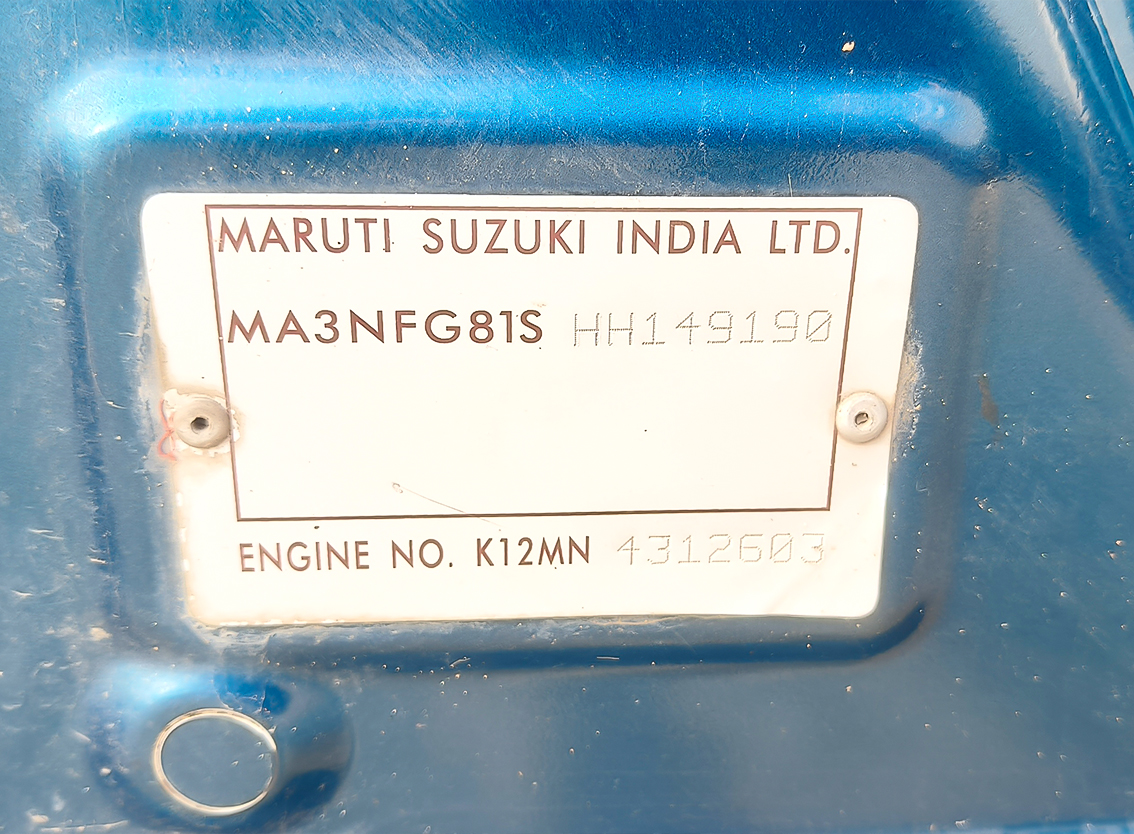 MARUTI SUZUKI INDIA LTD.
MA3NFG81S HH149190
ENGINE NO. K12MN 4312603